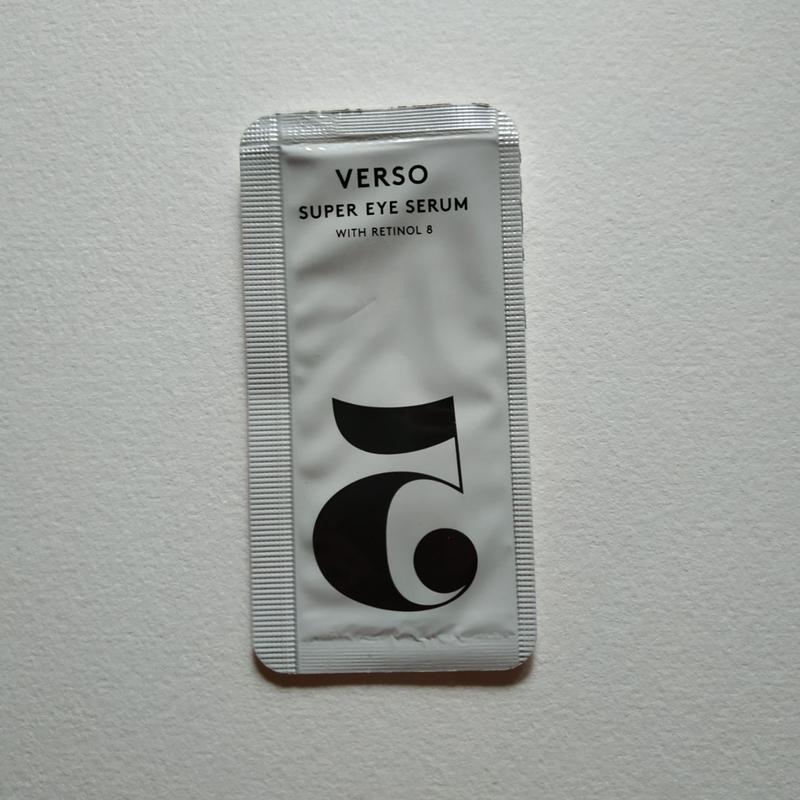 VERSO
SUPER EYE SERUM
WITH RETINOL 8
5